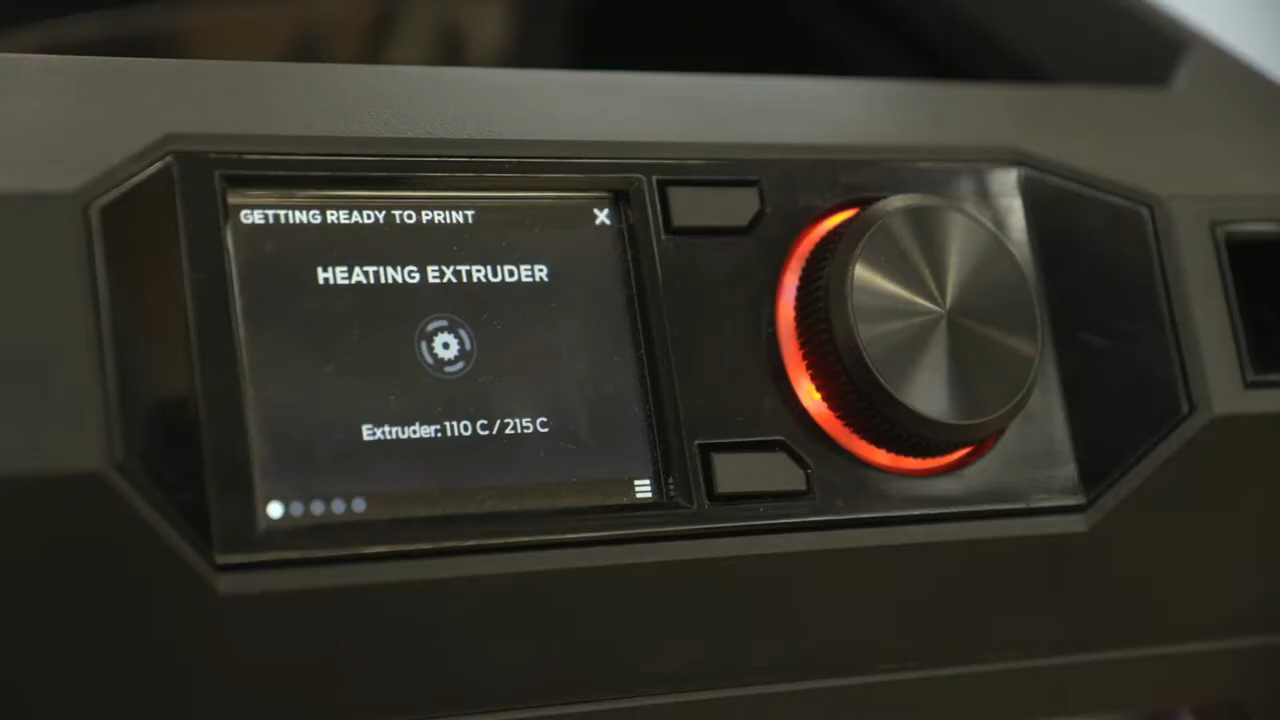 GETTING READY TO PRINT
HEATING EXTRUDER
Extruder: 110 C / 215 C